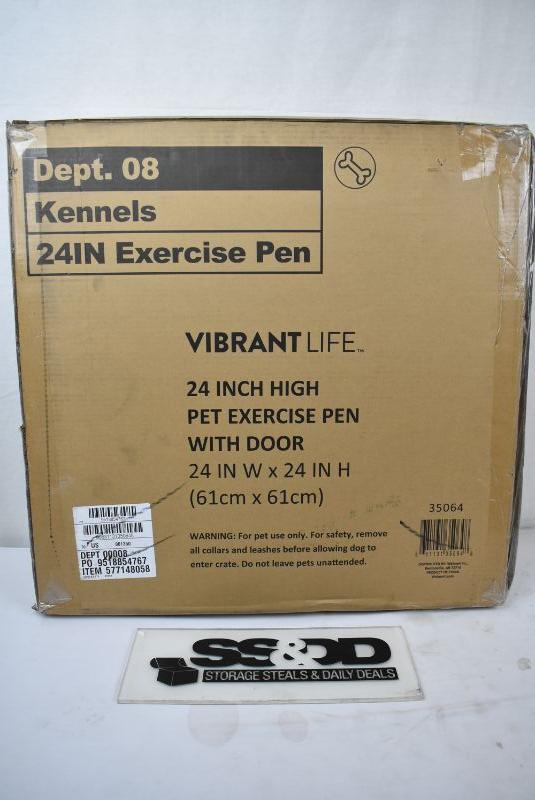 Dept. 08
Kennels
24IN Exercise Pen
VIBRANT LIFE™
24 INCH HIGH
PET EXERCISE PEN
WITH DOOR
24 IN W x 24 IN H
(61cm x 61cm)
35064
WARNING: For pet use only. For safety, remove
all collars and leashes before allowing dog to
enter crate. Do not leave pets unattended.
US
DEPT 00008
PO 9518854767
ITEM 577148058
SS&DD
STORAGE STEALS & DAILY DEALS